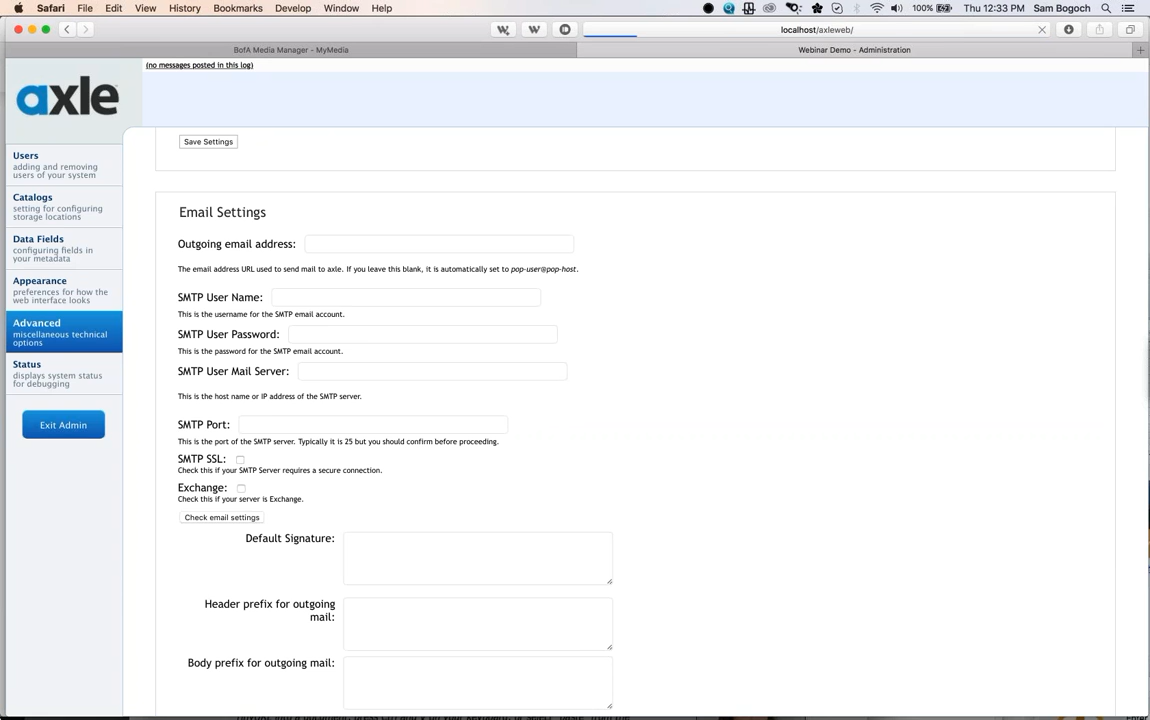 Safari File Edit View History Bookmarks Develop Window Help 100% Thu 12:33 PM Sam Bogoch
localhost/axleweb/
BofA Media Manager - MyMedia Webinar Demo - Administration
(no messages posted in this log)
axle
Save Settings
Users
adding and removing
users of your system
Catalogs
setting for configuring
storage locations
Data Fields
configuring fields in
your metadata
Appearance
preferences for how the
web interface looks
Advanced
miscellaneous technical
options
Status
displays system status
for debugging
Exit Admin
Email Settings
Outgoing email address:
The email address URL used to send mail to axle. If you leave this blank, it is automatically set to pop-user@pop-host.
SMTP User Name:
This is the username for the SMTP email account.
SMTP User Password:
This is the password for the SMTP email account.
SMTP User Mail Server:
This is the host name or IP address of the SMTP server.
SMTP Port:
This is the port of the SMTP server. Typically it is 25 but you should confirm before proceeding.
SMTP SSL:
Check this if your SMTP Server requires a secure connection.
Exchange:
Check this if your server is Exchange.
Check email settings
Default Signature:
Header prefix for outgoing
mail:
Body prefix for outgoing mail: